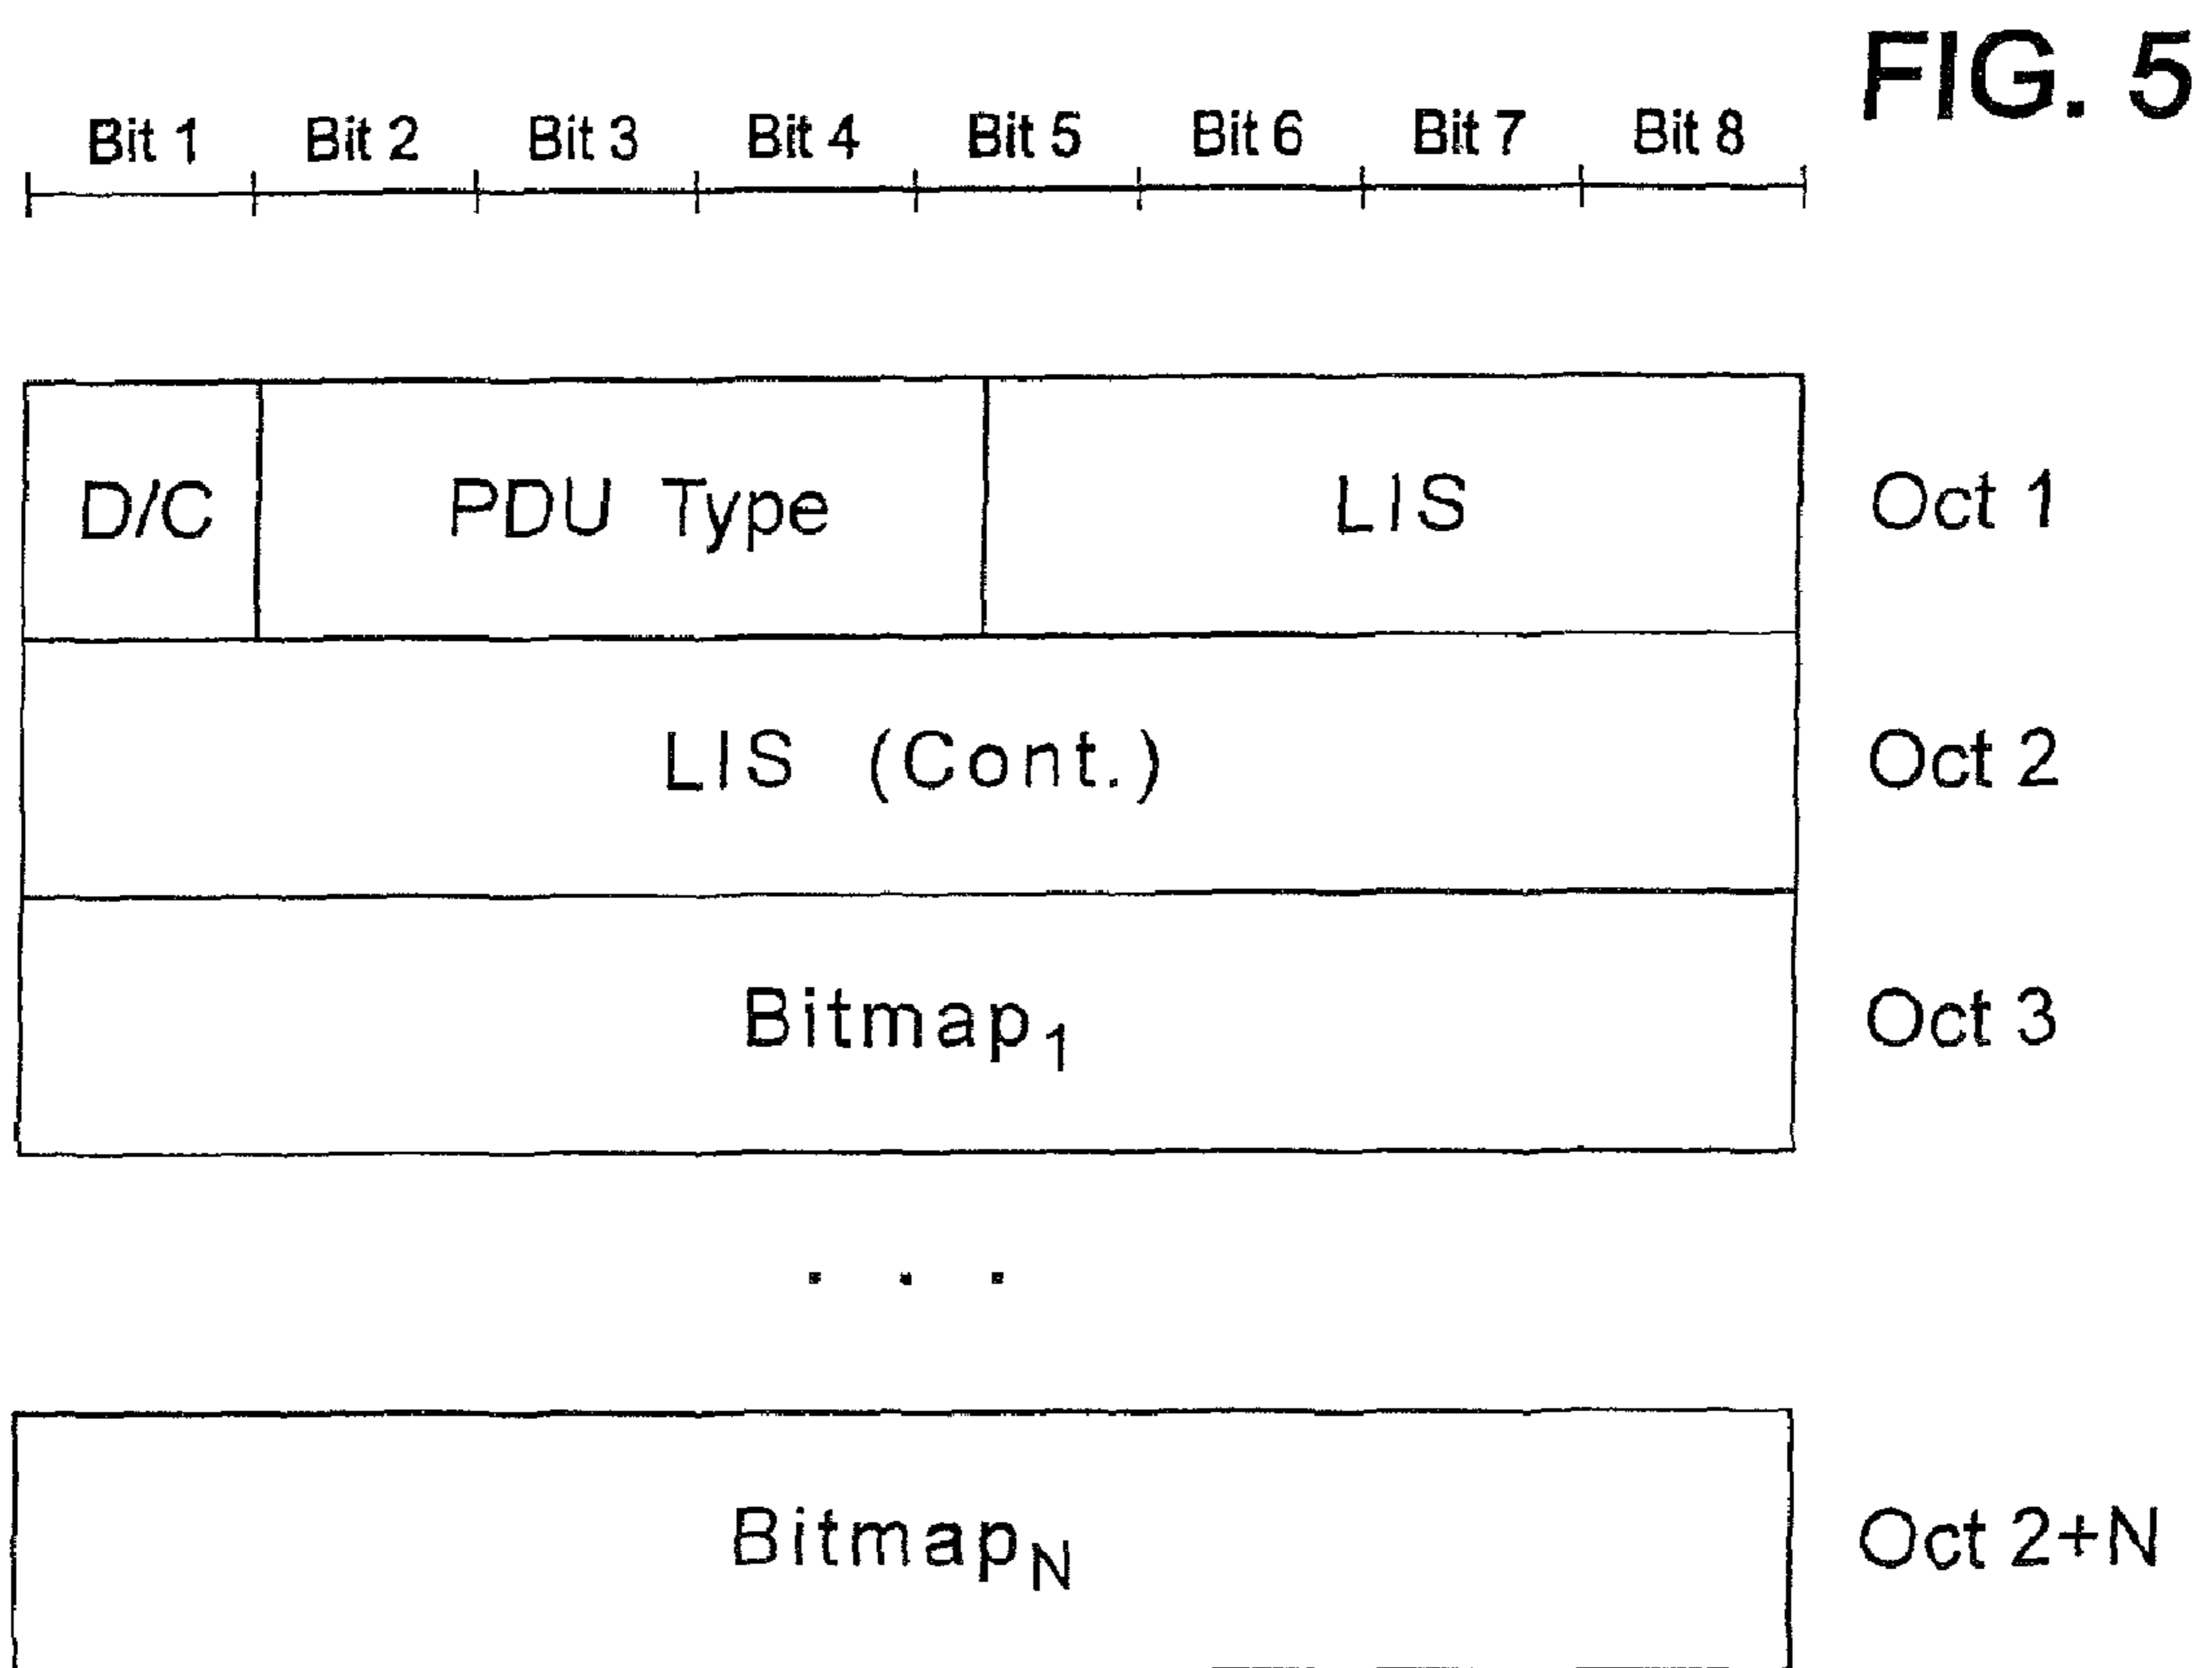 FIG. 5
Bit 1 Bit 2 Bit 3 Bit 4 Bit 5 Bit 6 Bit 7 Bit 8
D/C PDU Type LIS Oct 1
LIS (Cont.) Oct 2
Bitmap₁ Oct 3
. . .
Bitmap_N Oct 2+N